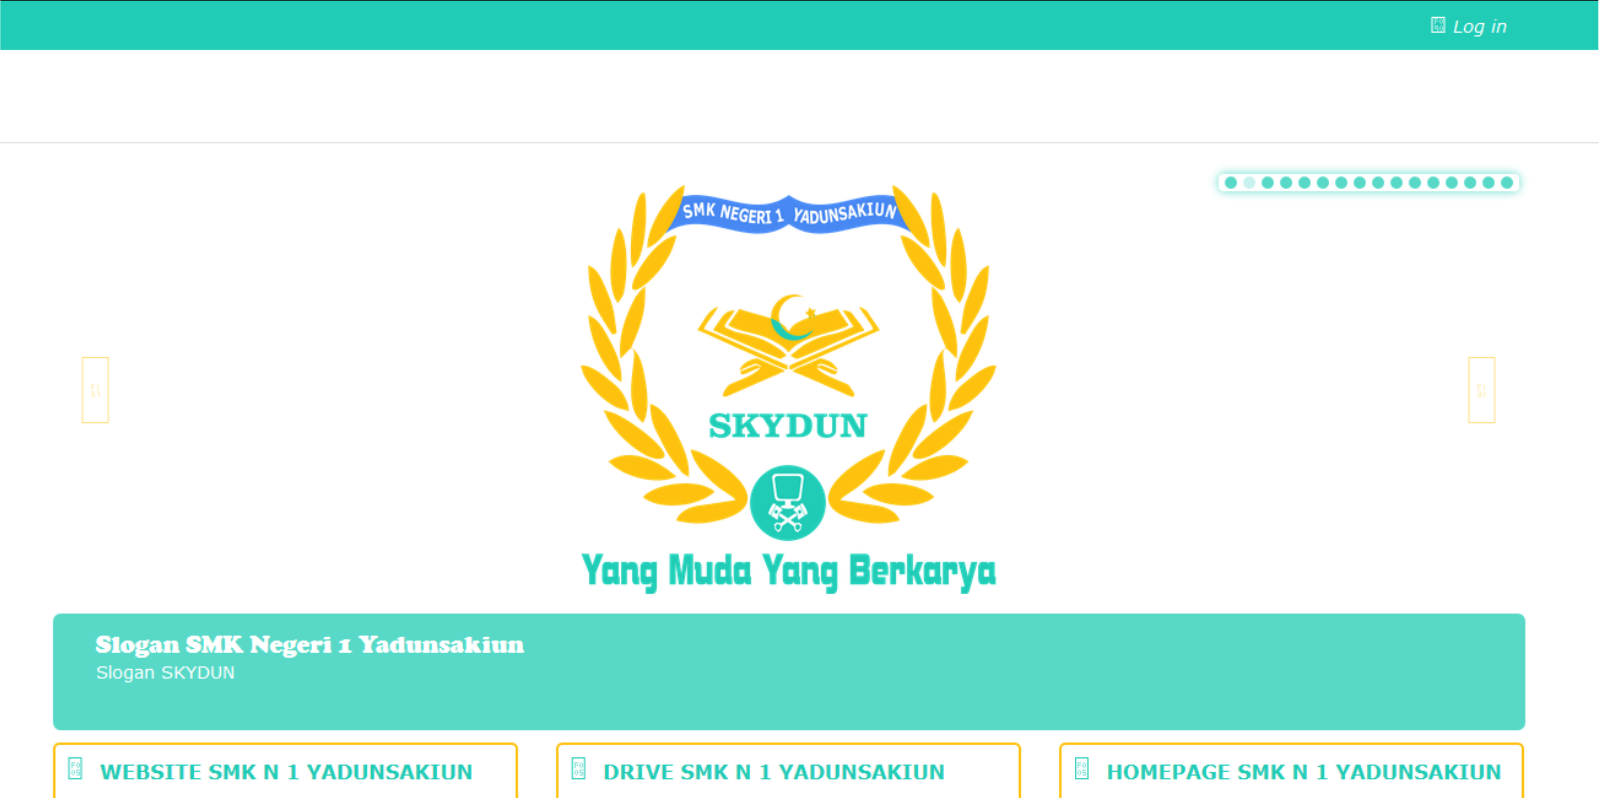 Log in
SMK NEGERI 1 YADUNSAKIUN
SKYDUN
Yang Muda Yang Berkarya
Slogan SMK Negeri 1 Yadunsakiun
Slogan SKYDUN
WEBSITE SMK N 1 YADUNSAKIUN
DRIVE SMK N 1 YADUNSAKIUN
HOMEPAGE SMK N 1 YADUNSAKIUN